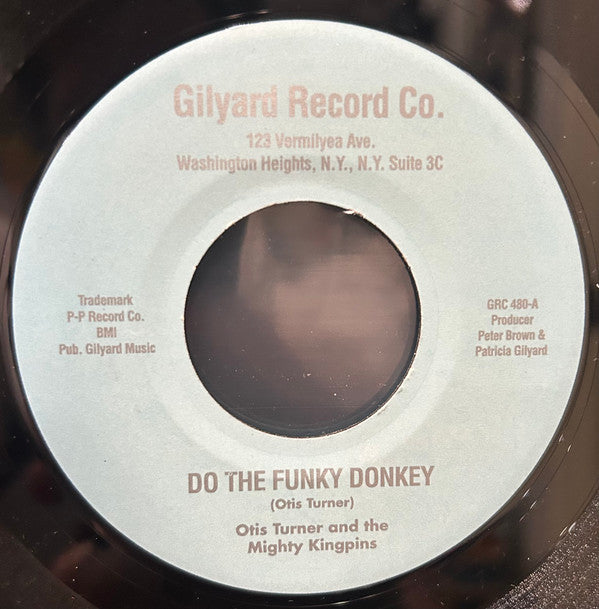 Gilyard Record Co.
123 Vermilyea Ave.
Washington Heights, N.Y., N.Y. Suite 3C
Trademark
P-P Record Co.
BMI
Pub. Gilyard Music
GRC 480-A
Producer
Peter Brown &
Patricia Gilyard
DO THE FUNKY DONKEY
(Otis Turner)
Otis Turner and the
Mighty Kingpins